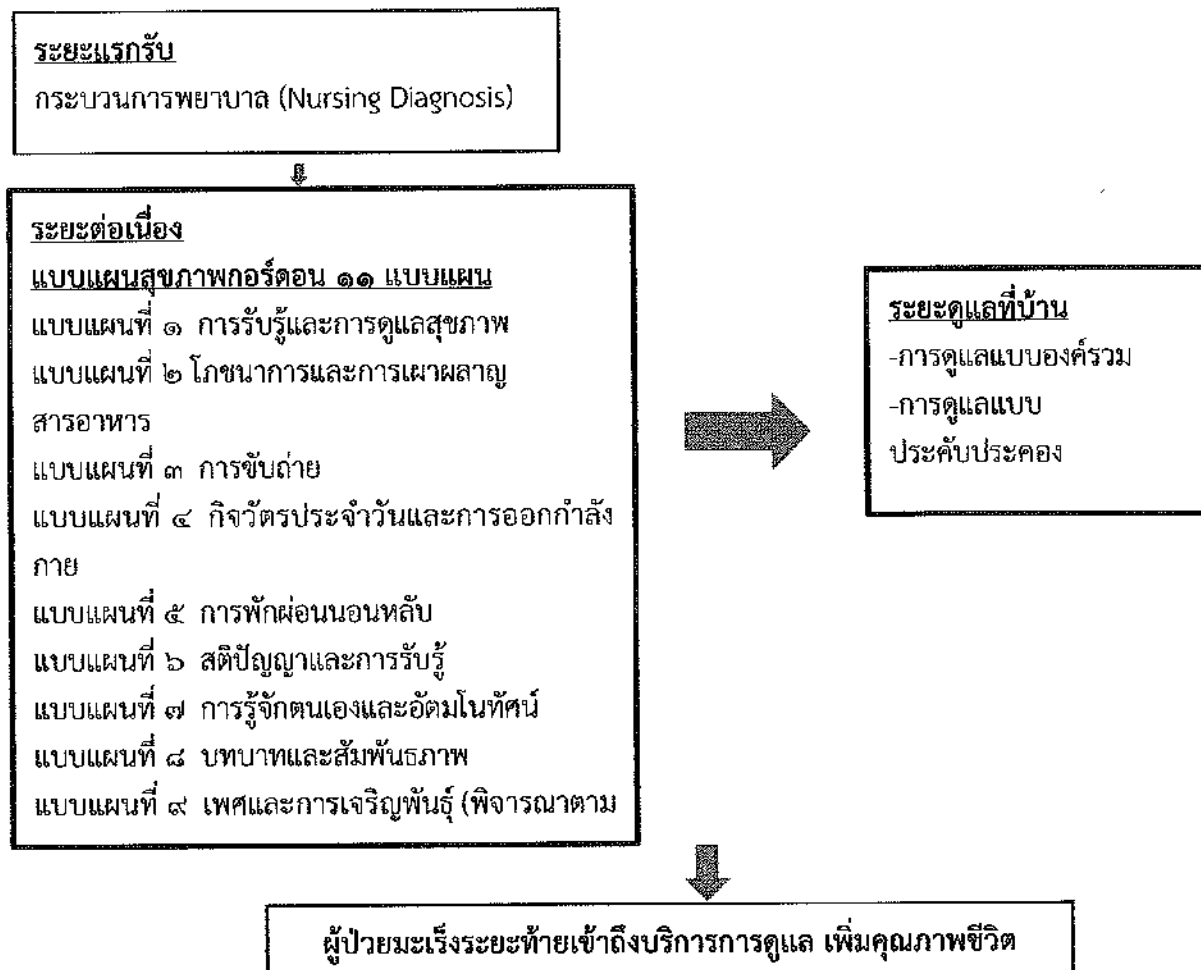 ระยะแรกรับ
กระบวนการพยาบาล (Nursing Diagnosis)
ระยะต่อเนื่อง
แบบแผนสุขภาพกอร์ดอน ๑๑ แบบแผน
แบบแผนที่ ๑ การรับรู้และการดูแลสุขภาพ
แบบแผนที่ ๒ โภชนาการและการเผาผลาญ
สารอาหาร
แบบแผนที่ ๓ การขับถ่าย
แบบแผนที่ ๔ กิจวัตรประจำวันและการออกกำลัง
กาย
แบบแผนที่ ๕ การพักผ่อนนอนหลับ
แบบแผนที่ ๖ สติปัญญาและการรับรู้
แบบแผนที่ ๗ การรู้จักตนเองและอัตมโนทัศน์
แบบแผนที่ ๘ บทบาทและสัมพันธภาพ
แบบแผนที่ ๙ เพศและการเจริญพันธุ์ (พิจารณาตาม
ระยะดูแลที่บ้าน
-การดูแลแบบองค์รวม
-การดูแลแบบ
ประคับประคอง
ผู้ป่วยมะเร็งระยะท้ายเข้าถึงบริการการดูแล เพิ่มคุณภาพชีวิต